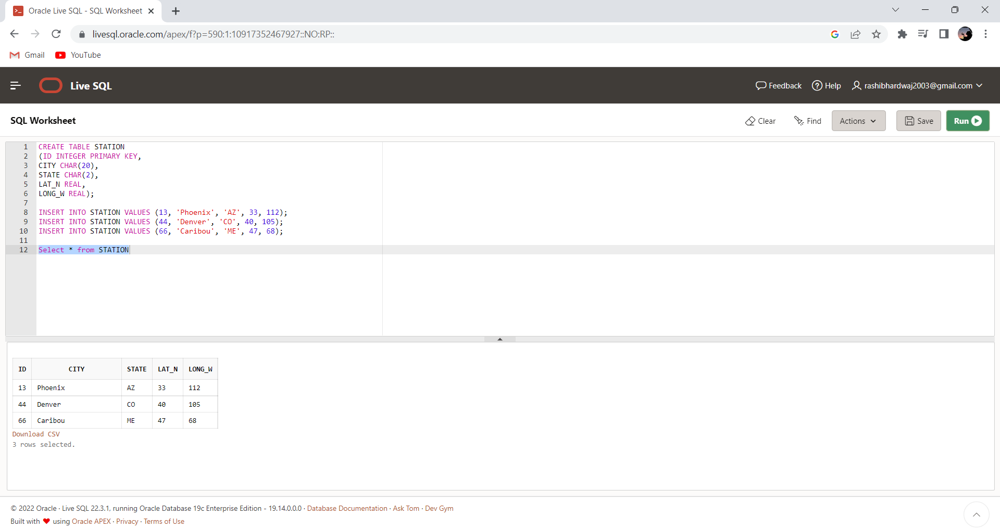 Oracle Live SQL - SQL Worksheet
livesql.oracle.com/apex/f?p=590:1:10917352467927::NO:RP::
Gmail YouTube
Live SQL
Feedback Help rashibhardwaj2003@gmail.com
SQL Worksheet
Clear Find Actions Save Run
1 CREATE TABLE STATION
2 (ID INTEGER PRIMARY KEY,
3 CITY CHAR(20),
4 STATE CHAR(2),
5 LAT_N REAL,
6 LONG_W REAL);
7
8 INSERT INTO STATION VALUES (13, 'Phoenix', 'AZ', 33, 112);
9 INSERT INTO STATION VALUES (44, 'Denver', 'CO', 40, 105);
10 INSERT INTO STATION VALUES (66, 'Caribou', 'ME', 47, 68);
11
12 Select * from STATION
ID CITY STATE LAT_N LONG_W
13 Phoenix AZ 33 112
44 Denver CO 40 105
66 Caribou ME 47 68
Download CSV
3 rows selected.
© 2022 Oracle · Live SQL 22.3.1, running Oracle Database 19c Enterprise Edition - 19.14.0.0.0 · Database Documentation · Ask Tom · Dev Gym
Built with ❤ using Oracle APEX · Privacy · Terms of Use